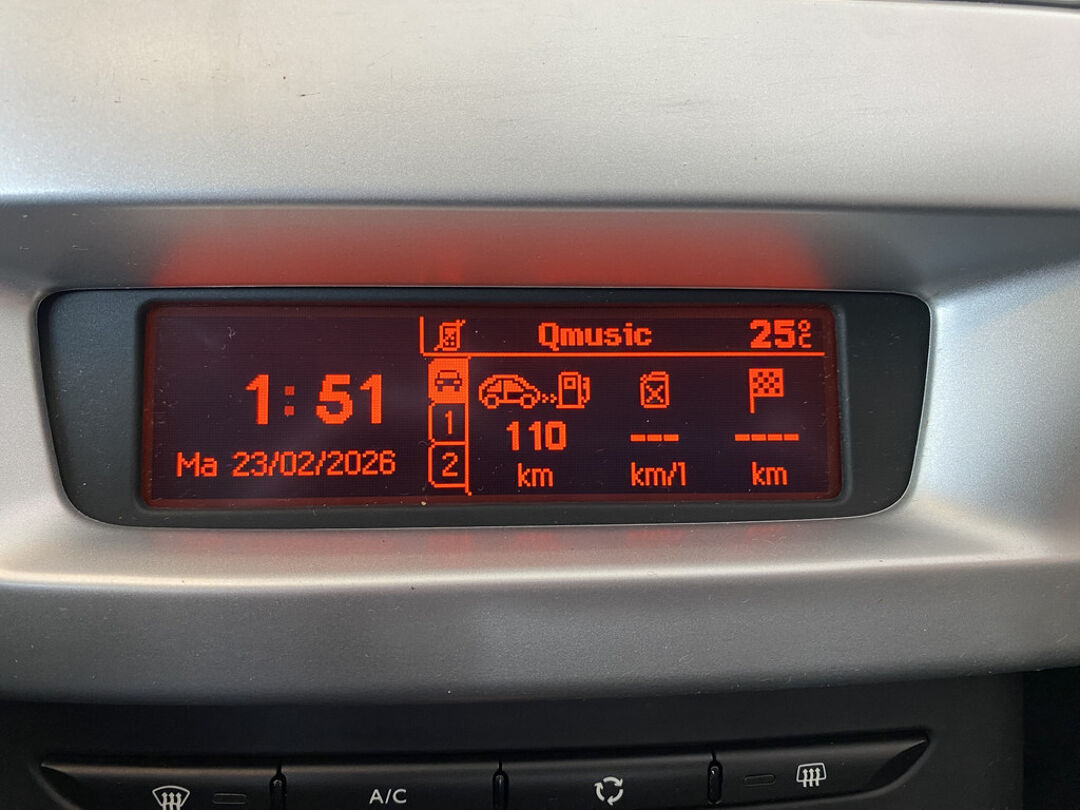 Qmusic 25°C
1:51
1
110 --- ----
Ma 23/02/2026
2
km km/l km
A/C